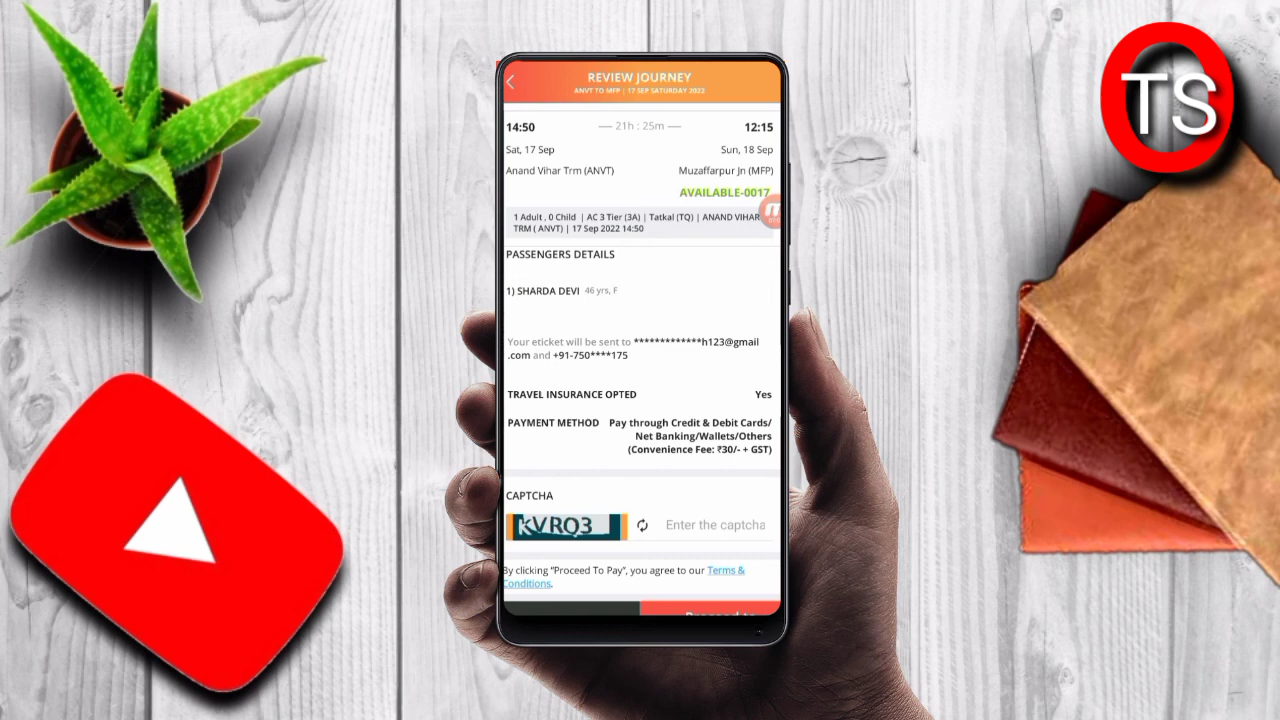 REVIEW JOURNEY
ANVT TO MFP | 17 SEP SATURDAY 2022
14:50 — 21h : 25m — 12:15
Sat, 17 Sep Sun, 18 Sep
Anand Vihar Trm (ANVT) Muzaffarpur Jn (MFP)
AVAILABLE-0017
1 Adult , 0 Child | AC 3 Tier (3A) | Tatkal (TQ) | ANAND VIHAR
TRM ( ANVT) | 17 Sep 2022 14:50
PASSENGERS DETAILS
1) SHARDA DEVI 46 yrs, F
Your eticket will be sent to *************h123@gmail
.com and +91-750****175
TRAVEL INSURANCE OPTED Yes
PAYMENT METHOD Pay through Credit & Debit Cards/
Net Banking/Wallets/Others
(Convenience Fee: ₹30/- + GST)
CAPTCHA
KVRQ3 Enter the captcha
By clicking "Proceed To Pay", you agree to our Terms &
Conditions.
Proceed to
TS